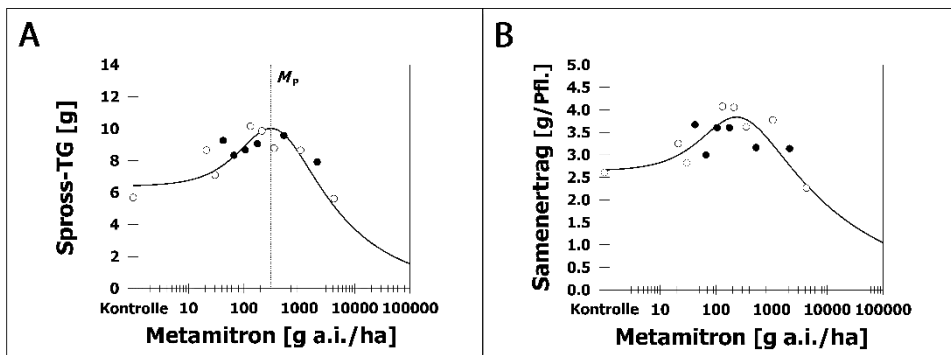 A
Spross-TG [g]
14
12
10
8
6
4
2
0
M_P
Kontrolle 10 100 1000 10000 100000
Metamitron [g a.i./ha]
B
Samenertrag [g/Pfl.]
5.0
4.5
4.0
3.5
3.0
2.5
2.0
1.5
1.0
0.5
0.0
Kontrolle 10 100 1000 10000 100000
Metamitron [g a.i./ha]